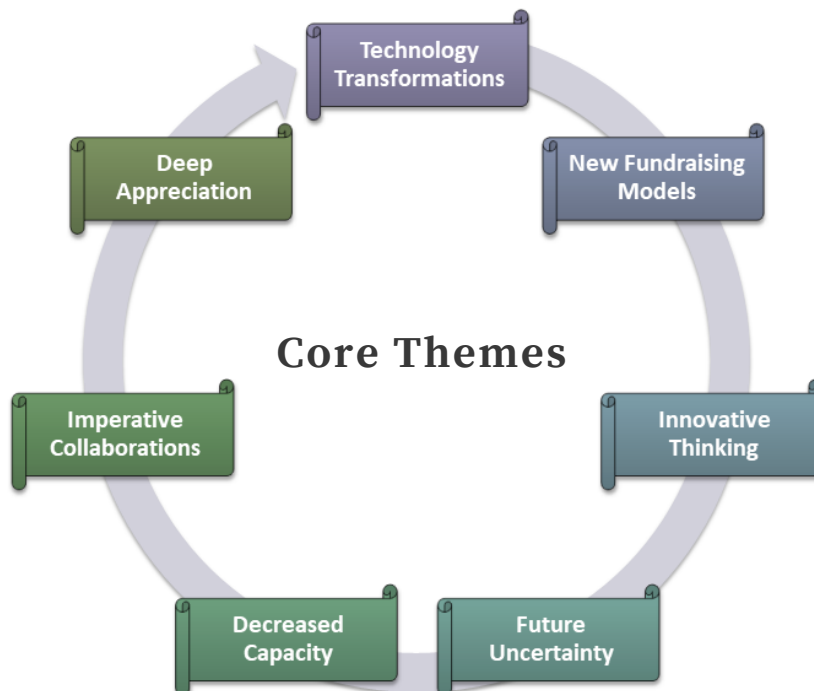 Technology
Transformations
New Fundraising
Models
Innovative
Thinking
Future
Uncertainty
Decreased
Capacity
Imperative
Collaborations
Deep
Appreciation
Core Themes